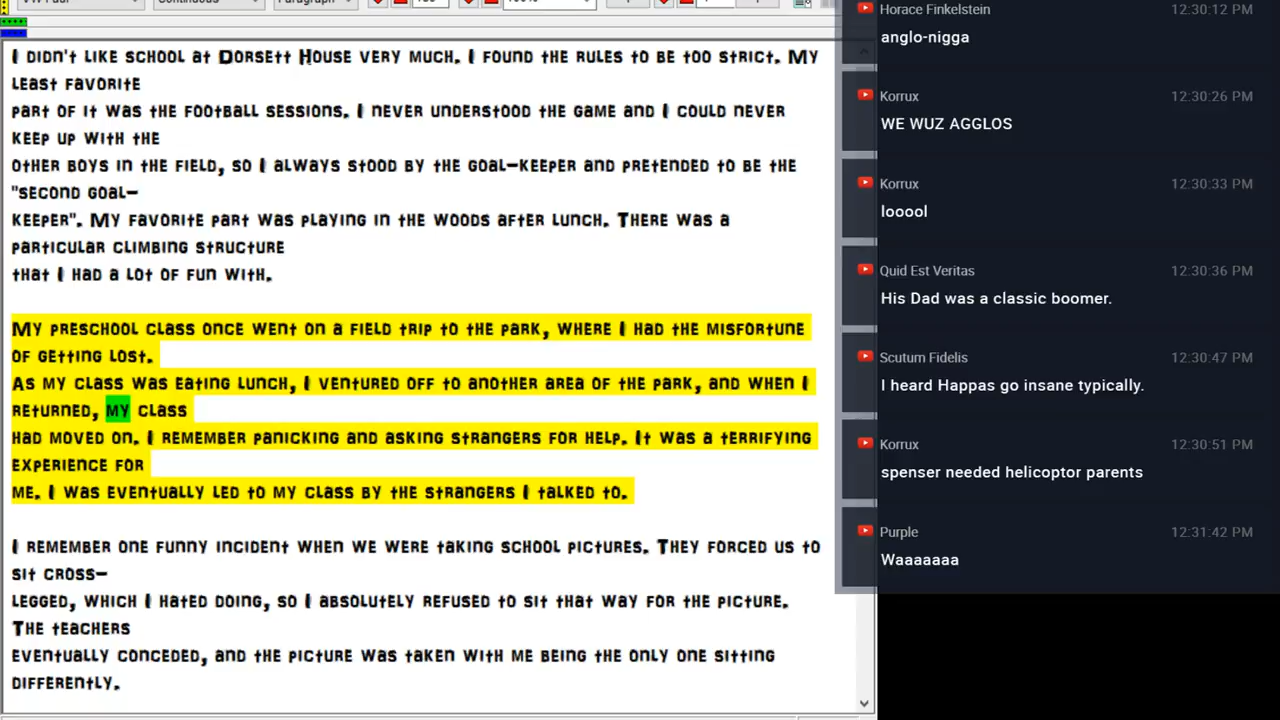 Continuous
Paragraph
100%
I didn't like school at Dorsett House very much. I found the rules to be too strict. My
least favorite
part of it was the football sessions. I never understood the game and I could never
keep up with the
other boys in the field, so I always stood by the goal-keeper and pretended to be the
"second goal-
keeper". My favorite part was playing in the woods after lunch. There was a
particular climbing structure
that I had a lot of fun with.
My preschool class once went on a field trip to the park, where I had the misfortune
of getting lost.
As my class was eating lunch, I ventured off to another area of the park, and when I
returned, my class
had moved on. I remember panicking and asking strangers for help. It was a terrifying
experience for
me. I was eventually led to my class by the strangers I talked to.
I remember one funny incident when we were taking school pictures. They forced us to
sit cross-
legged, which I hated doing, so I absolutely refused to sit that way for the picture.
The teachers
eventually conceded, and the picture was taken with me being the only one sitting
differently.
Horace Finkelstein 12:30:12 PM
anglo-nigga
Korrux 12:30:26 PM
WE WUZ AGGLOS
Korrux 12:30:33 PM
looool
Quid Est Veritas 12:30:36 PM
His Dad was a classic boomer.
Scutum Fidelis 12:30:47 PM
I heard Happas go insane typically.
Korrux 12:30:51 PM
spenser needed helicoptor parents
Purple 12:31:42 PM
Waaaaaaa